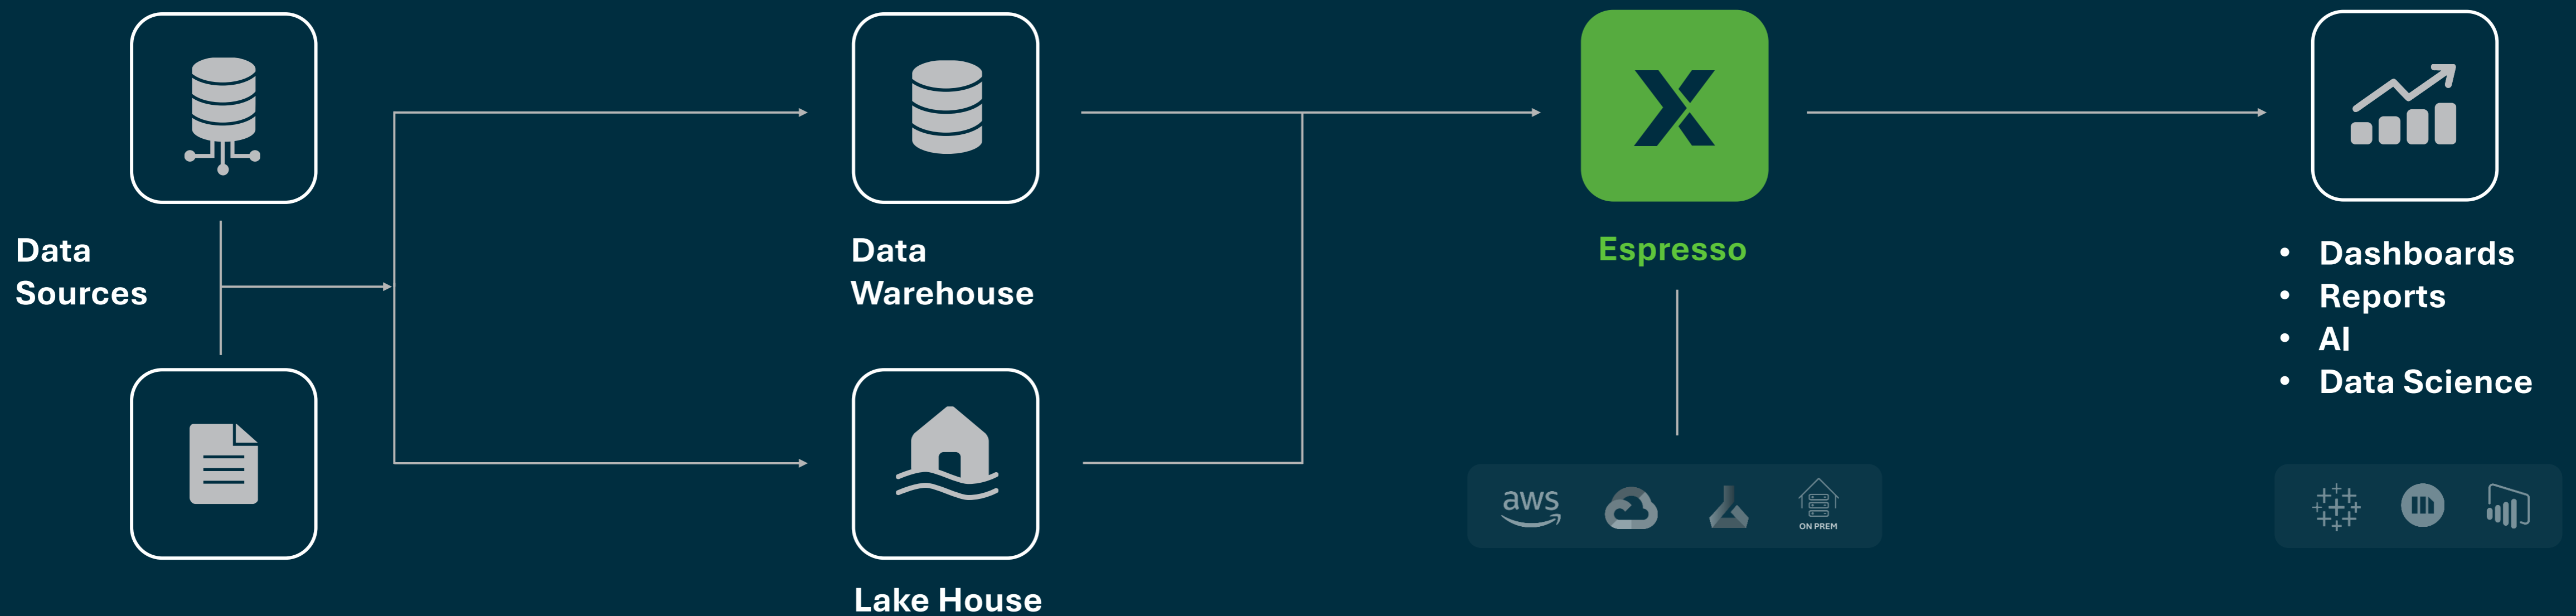 Data
Sources
Data
Warehouse
Lake House
Espresso
aws
ON PREM
• Dashboards
• Reports
• AI
• Data Science